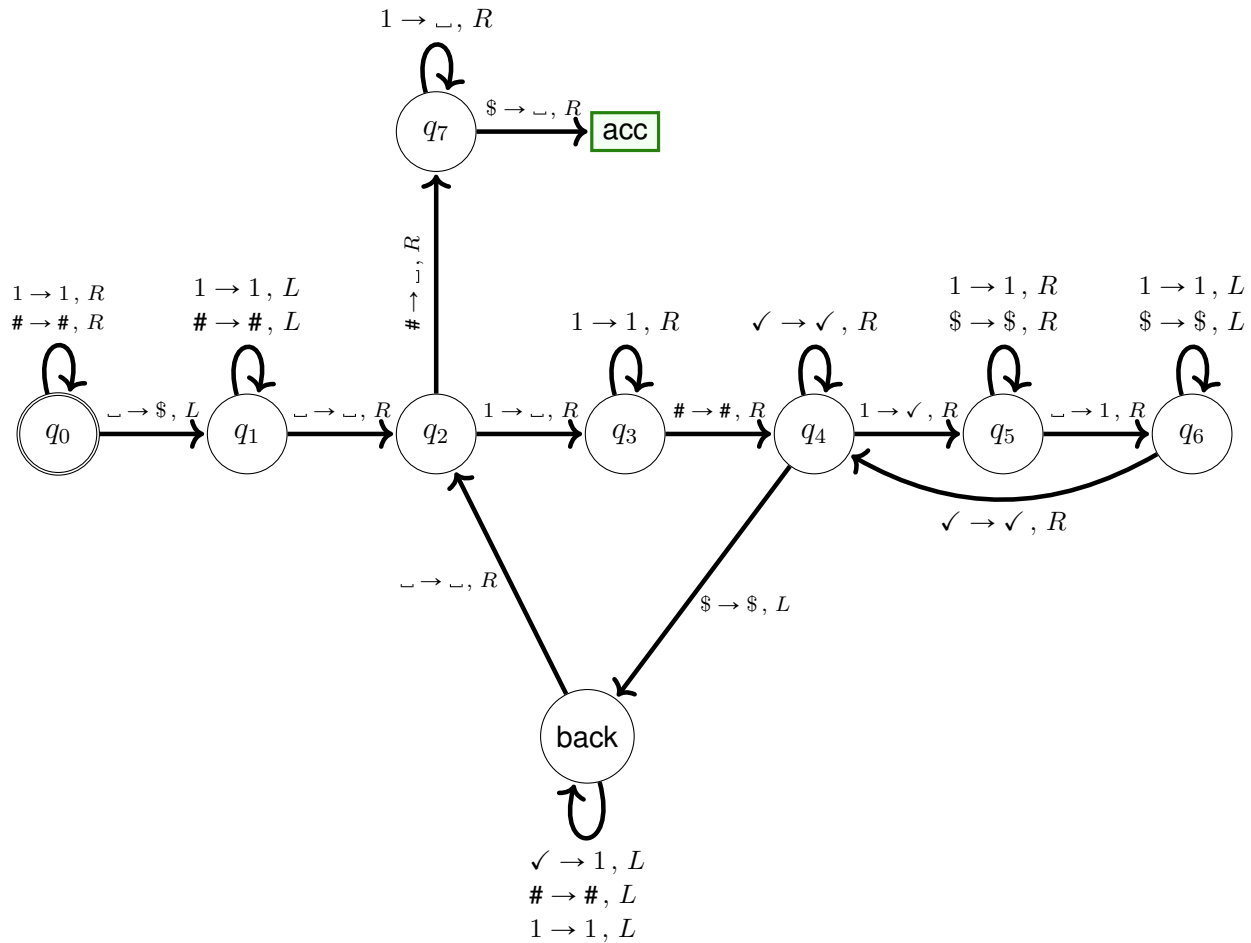 1 → ␣, R
$ → ␣, R
q₇
acc
# → ␣, R
1 → 1, R
# → #, R
1 → 1, L
# → #, L
1 → 1, R
✓ → ✓, R
1 → 1, R
$ → $, R
1 → 1, L
$ → $, L
q₀
␣ → $, L
q₁
␣ → ␣, R
q₂
1 → ␣, R
q₃
# → #, R
q₄
1 → ✓, R
q₅
␣ → 1, R
q₆
✓ → ✓, R
␣ → ␣, R
$ → $, L
back
✓ → 1, L
# → #, L
1 → 1, L